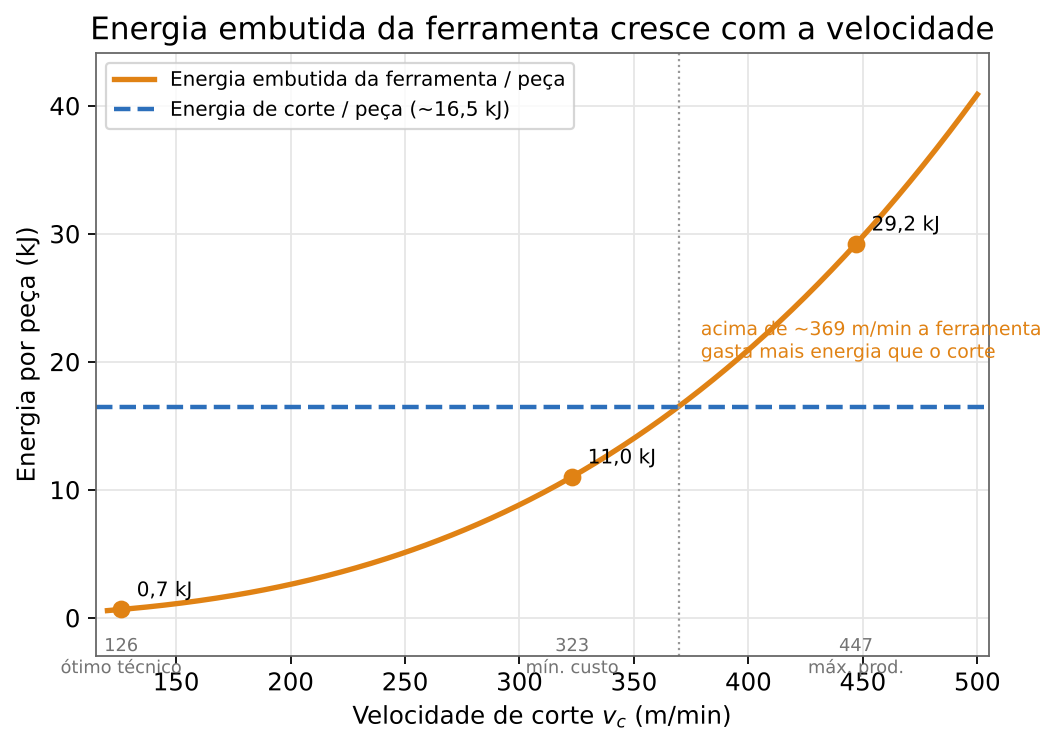 Energia embutida da ferramenta cresce com a velocidade
Energia embutida da ferramenta / peça
Energia de corte / peça (~16,5 kJ)
Energia por peça (kJ)
40
30
20
10
0
29,2 kJ
acima de ~369 m/min a ferramenta
gasta mais energia que o corte
11,0 kJ
0,7 kJ
126
ótimo técnico
323
mín. custo
447
máx. prod.
150 200 250 300 350 400 450 500
Velocidade de corte v_c (m/min)